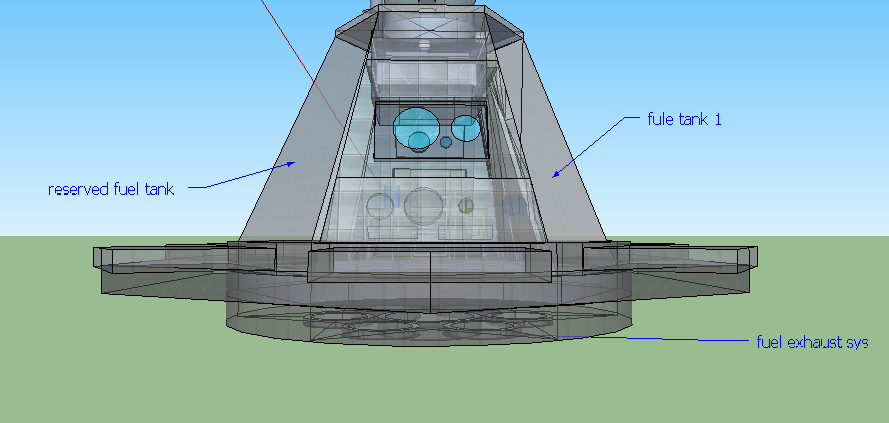 fule tank 1
reserved fuel tank
fuel exhaust sys